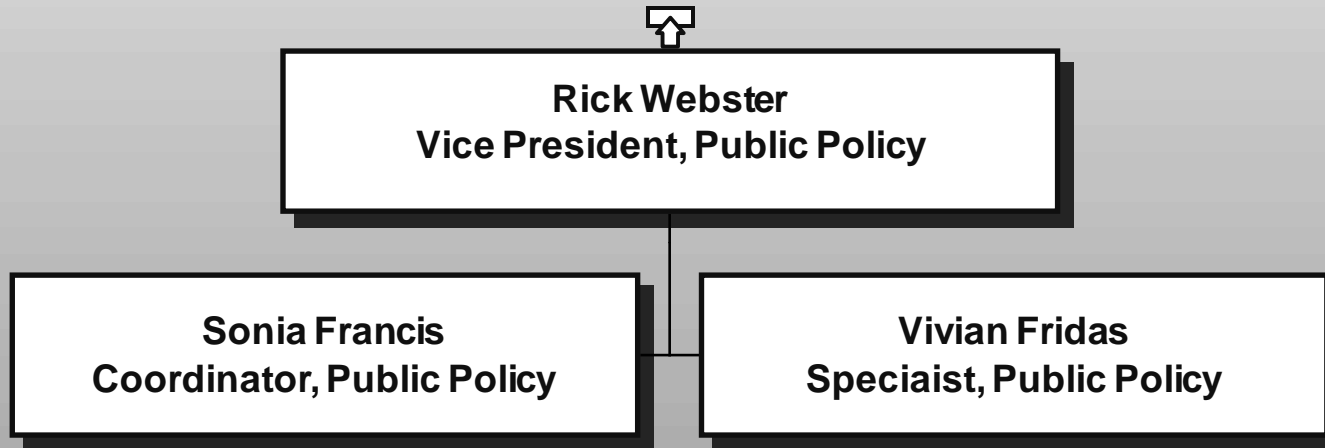 Rick Webster
Vice President, Public Policy
Sonia Francis
Coordinator, Public Policy
Vivian Fridas
Speciaist, Public Policy